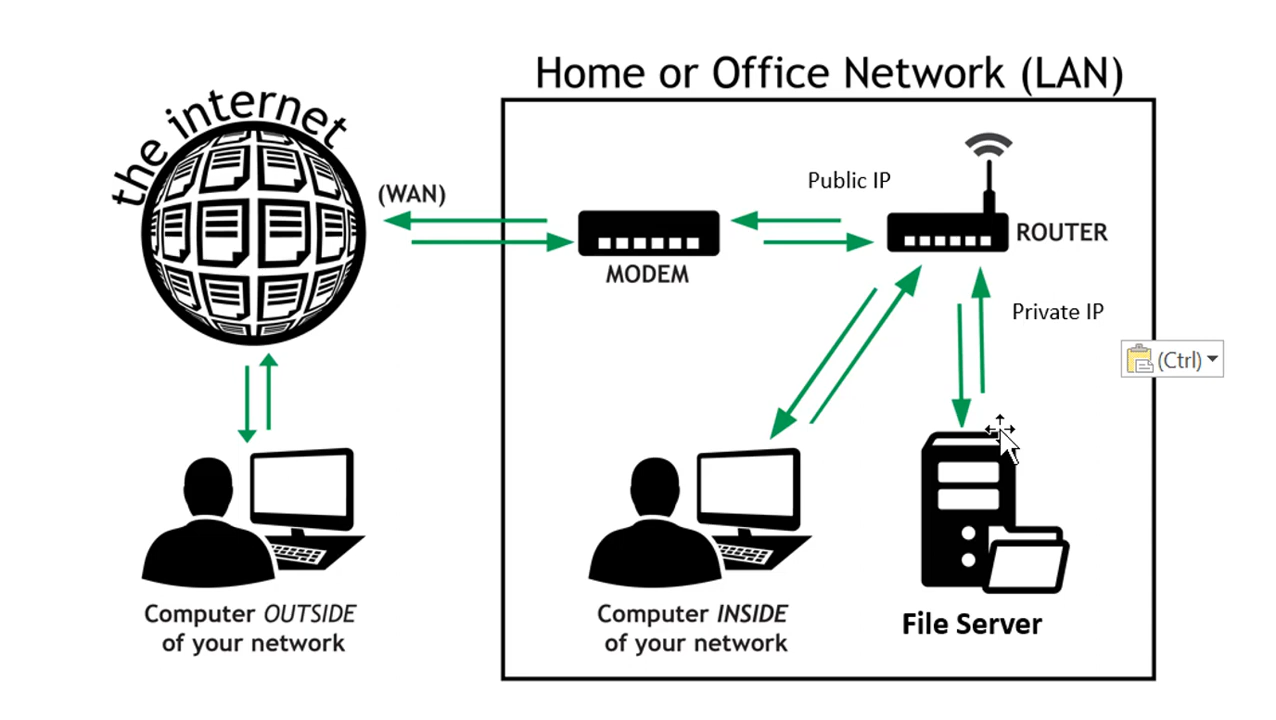 Home or Office Network (LAN)
the internet
(WAN)
Public IP
ROUTER
MODEM
Private IP
(Ctrl)
Computer OUTSIDE
of your network
Computer INSIDE
of your network
File Server